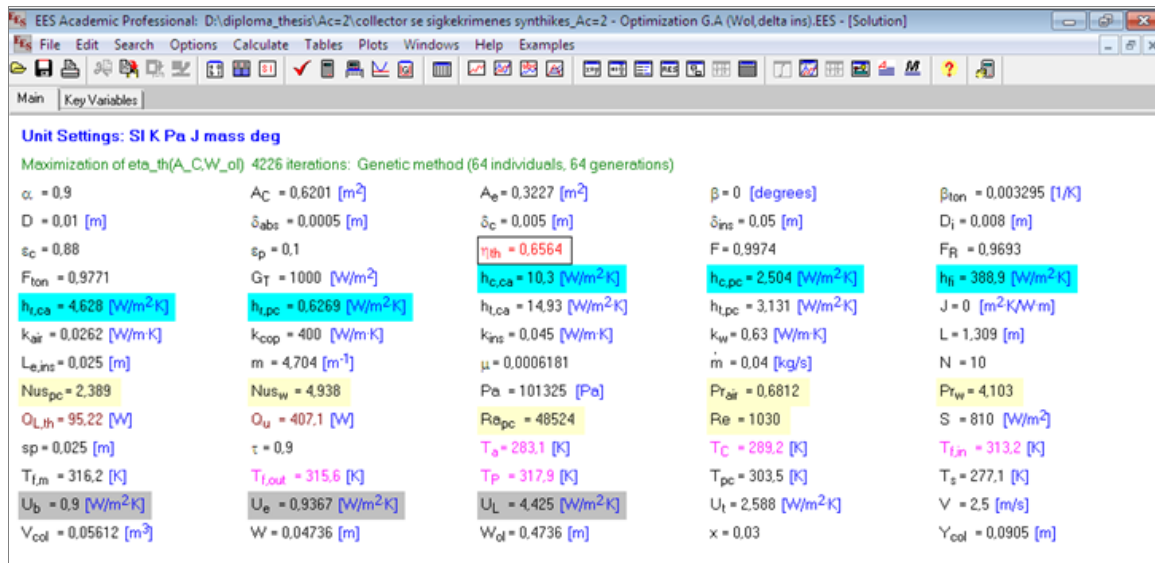 EES Academic Professional: D:\diploma_thesis\Ac=2\collector se sigkekrimenes synthikes_Ac=2 - Optimization G.A (Wol,delta ins).EES - [Solution]
File Edit Search Options Calculate Tables Plots Windows Help Examples
Main Key Variables
Unit Settings: SI K Pa J mass deg
Maximization of eta_th(A_C,W_ol) 4226 iterations: Genetic method (64 individuals, 64 generations)
α = 0,9 A_C = 0,6201 [m²] A_e = 0,3227 [m²] β = 0 [degrees] β_ton = 0,003295 [1/K]
D = 0,01 [m] δ_abs = 0,0005 [m] δ_c = 0,005 [m] δ_ins = 0,05 [m] D_i = 0,008 [m]
ε_c = 0,88 ε_p = 0,1 η_th = 0,6564 F = 0,9974 F_R = 0,9693
F_ton = 0,9771 G_T = 1000 [W/m²] h_c,ca = 10,3 [W/m²K] h_c,pc = 2,504 [W/m²K] h_fi = 388,9 [W/m²K]
h_r,ca = 4,628 [W/m²K] h_r,pc = 0,6269 [W/m²K] h_t,ca = 14,93 [W/m²K] h_t,pc = 3,131 [W/m²K] J = 0 [m²·K/W·m]
k_air = 0,0262 [W/m·K] k_cop = 400 [W/m·K] k_ins = 0,045 [W/m·K] k_w = 0,63 [W/m·K] L = 1,309 [m]
L_e,ins = 0,025 [m] m = 4,704 [m⁻¹] μ = 0,0006181 ṁ = 0,04 [kg/s] N = 10
Nus_pc = 2,389 Nus_w = 4,938 Pa = 101325 [Pa] Pr_air = 0,6812 Pr_w = 4,103
Q_L,th = 95,22 [W] Q_u = 407,1 [W] Ra_pc = 48524 Re = 1030 S = 810 [W/m²]
sp = 0,025 [m] τ = 0,9 T_a = 283,1 [K] T_C = 289,2 [K] T_f,in = 313,2 [K]
T_f,m = 316,2 [K] T_f,out = 315,6 [K] T_P = 317,9 [K] T_pc = 303,5 [K] T_s = 277,1 [K]
U_b = 0,9 [W/m²K] U_e = 0,9367 [W/m²K] U_L = 4,425 [W/m²K] U_t = 2,588 [W/m²K] V = 2,5 [m/s]
V_col = 0,05612 [m³] W = 0,04736 [m] W_ol = 0,4736 [m] x = 0,03 Y_col = 0,0905 [m]